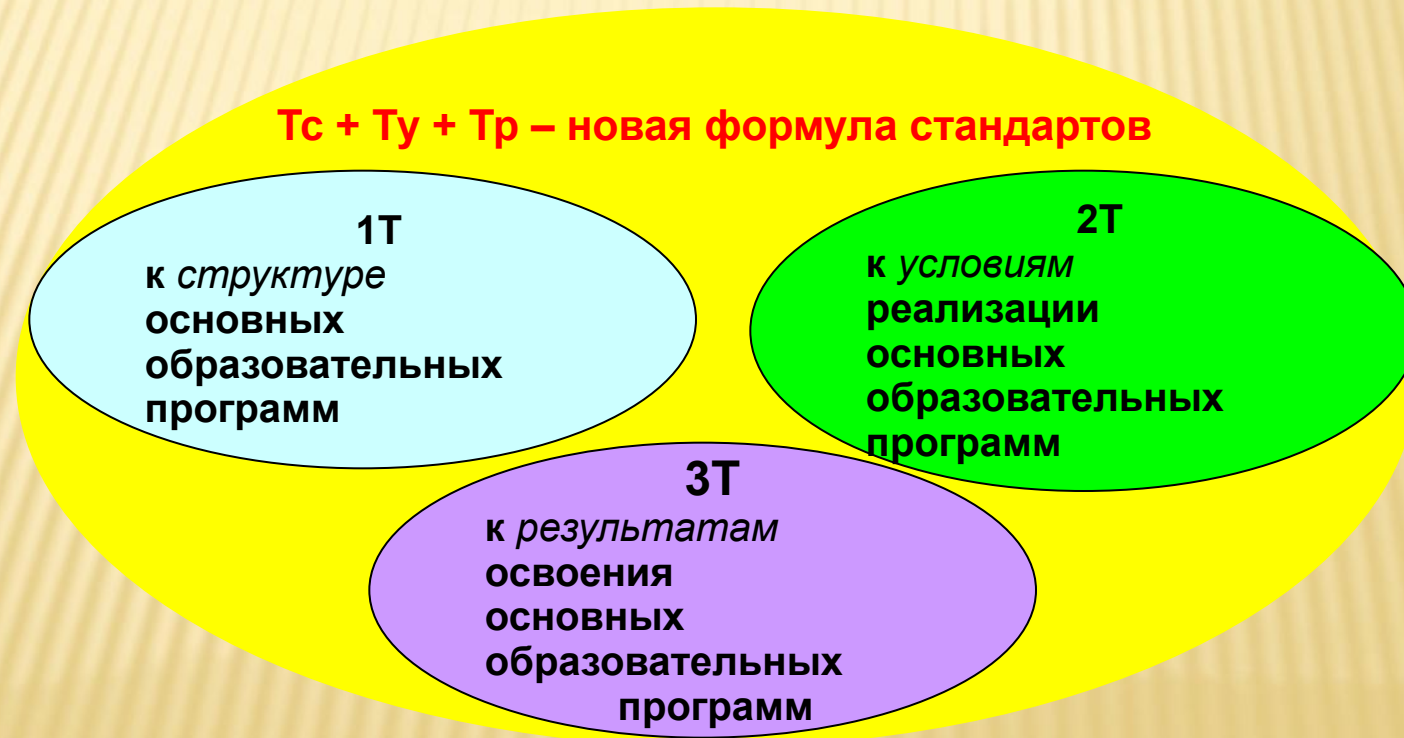 Тс + Ту + Тр – новая формула стандартов
1Т
к структуре
основных
образовательных
программ
2Т
к условиям
реализации
основных
образовательных
программ
3Т
к результатам
освоения
основных
образовательных
программ